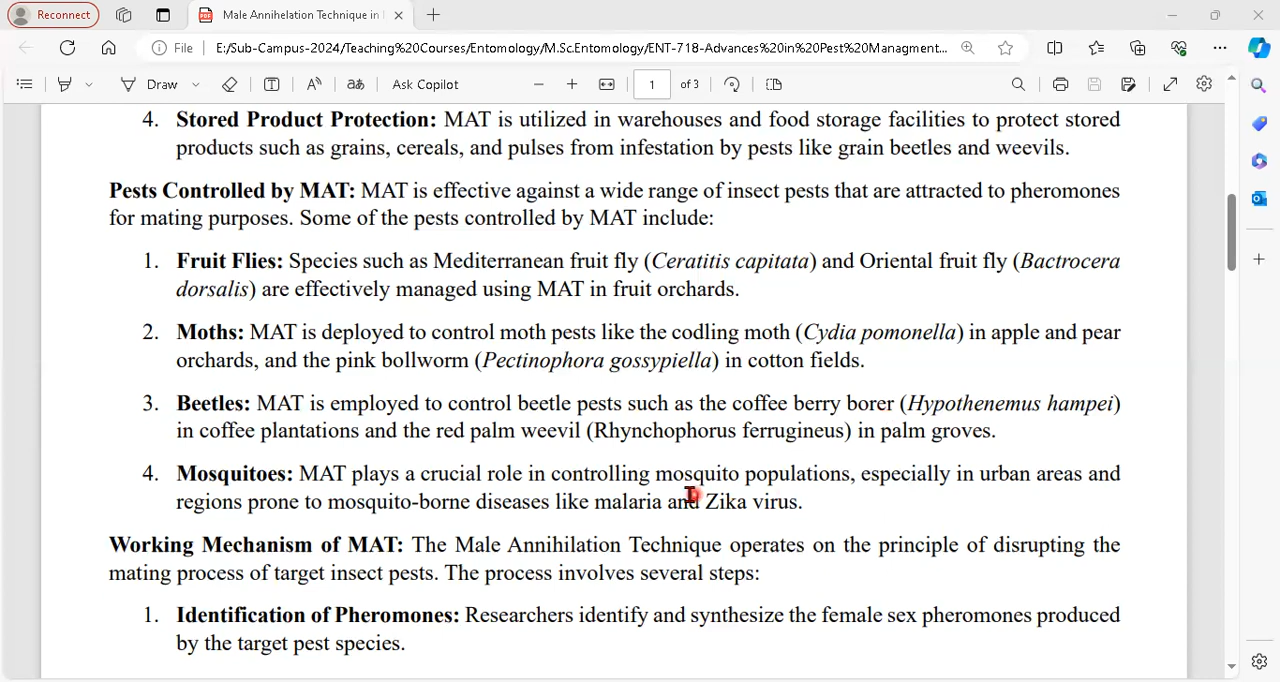 Reconnect
Male Annihelation Technique in
File
E:/Sub-Campus-2024/Teaching%20Courses/Entomology/M.Sc.Entomology/ENT-718-Advances%20in%20Pest%20Managment...
Draw
aあ
Ask Copilot
1
of 3
4. Stored Product Protection: MAT is utilized in warehouses and food storage facilities to protect stored
products such as grains, cereals, and pulses from infestation by pests like grain beetles and weevils.
Pests Controlled by MAT: MAT is effective against a wide range of insect pests that are attracted to pheromones
for mating purposes. Some of the pests controlled by MAT include:
1. Fruit Flies: Species such as Mediterranean fruit fly (Ceratitis capitata) and Oriental fruit fly (Bactrocera
dorsalis) are effectively managed using MAT in fruit orchards.
2. Moths: MAT is deployed to control moth pests like the codling moth (Cydia pomonella) in apple and pear
orchards, and the pink bollworm (Pectinophora gossypiella) in cotton fields.
3. Beetles: MAT is employed to control beetle pests such as the coffee berry borer (Hypothenemus hampei)
in coffee plantations and the red palm weevil (Rhynchophorus ferrugineus) in palm groves.
4. Mosquitoes: MAT plays a crucial role in controlling mosquito populations, especially in urban areas and
regions prone to mosquito-borne diseases like malaria and Zika virus.
Working Mechanism of MAT: The Male Annihilation Technique operates on the principle of disrupting the
mating process of target insect pests. The process involves several steps:
1. Identification of Pheromones: Researchers identify and synthesize the female sex pheromones produced
by the target pest species.